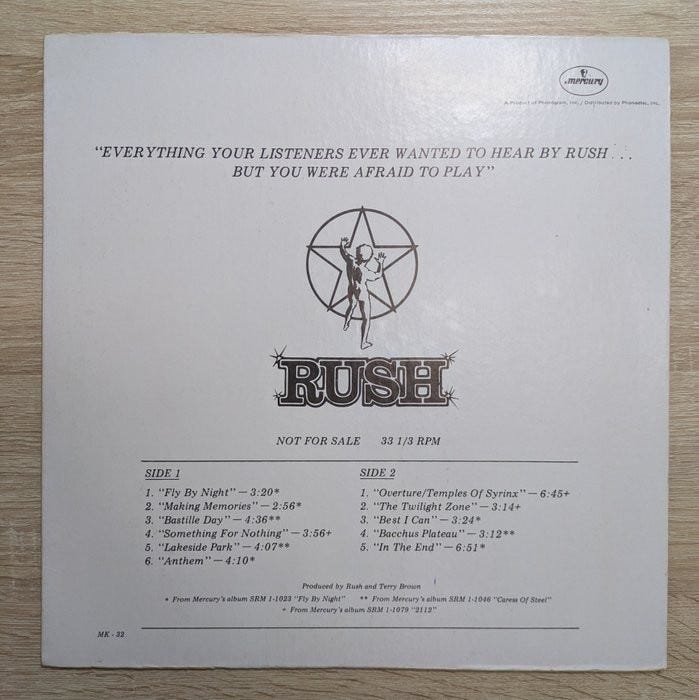 mercury
A Product of Phonogram, Inc. / Distributed by Phonodisc, Inc.
"EVERYTHING YOUR LISTENERS EVER WANTED TO HEAR BY RUSH...
BUT YOU WERE AFRAID TO PLAY"
RUSH
NOT FOR SALE 33 1/3 RPM
SIDE 1
1. "Fly By Night" — 3:20*
2. "Making Memories" — 2:56*
3. "Bastille Day" — 4:36**
4. "Something For Nothing" — 3:56+
5. "Lakeside Park" — 4:07**
6. "Anthem" — 4:10*
SIDE 2
1. "Overture/Temples Of Syrinx" — 6:45+
2. "The Twilight Zone" — 3:14+
3. "Best I Can" — 3:24*
4. "Bacchus Plateau" — 3:12**
5. "In The End" — 6:51*
Produced by Rush and Terry Brown
* From Mercury's album SRM 1-1023 "Fly By Night" ** From Mercury's album SRM 1-1046 "Caress Of Steel"
+ From Mercury's album SRM 1-1079 "2112"
MK - 32